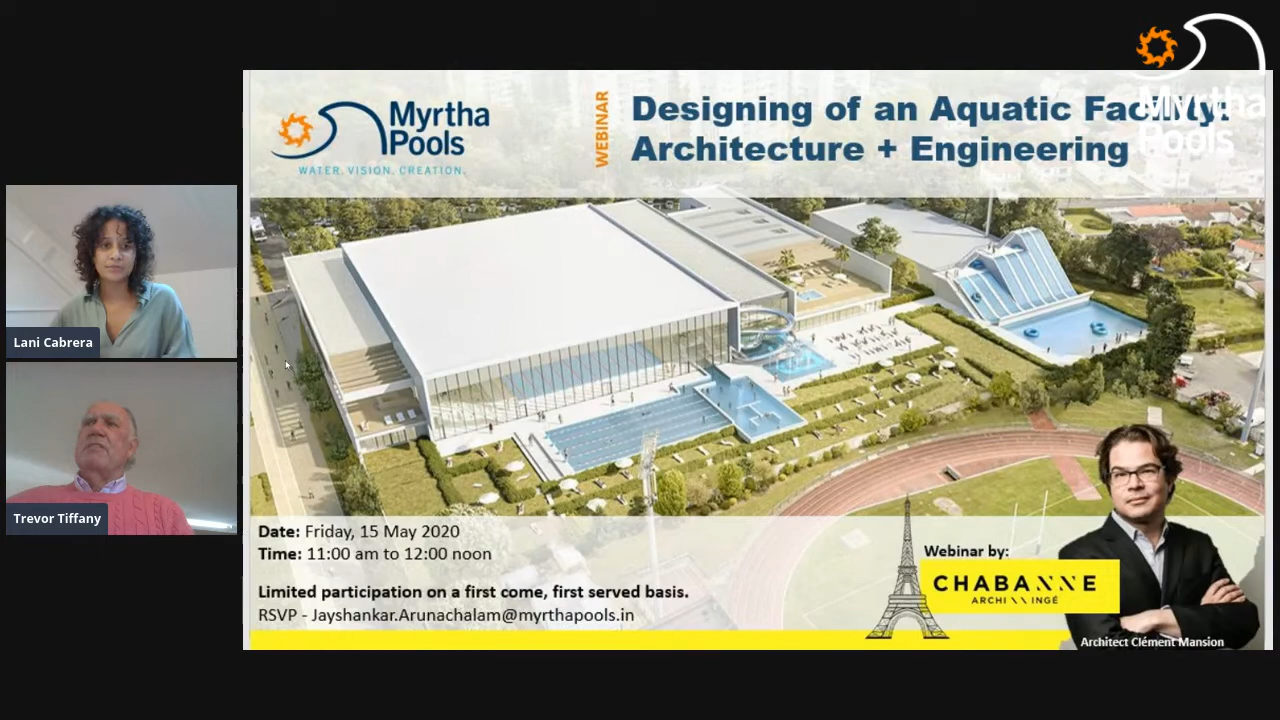 Myrtha
Pools
WATER. VISION. CREATION.
WEBINAR
Designing of an Aquatic Facility:
Architecture + Engineering
Myrtha
Pools
Lani Cabrera
Trevor Tiffany
Date: Friday, 15 May 2020
Time: 11:00 am to 12:00 noon
Limited participation on a first come, first served basis.
RSVP - Jayshankar.Arunachalam@myrthapools.in
Webinar by:
CHABANNE
ARCHI \ \ INGÉ
Architect Clément Mansion